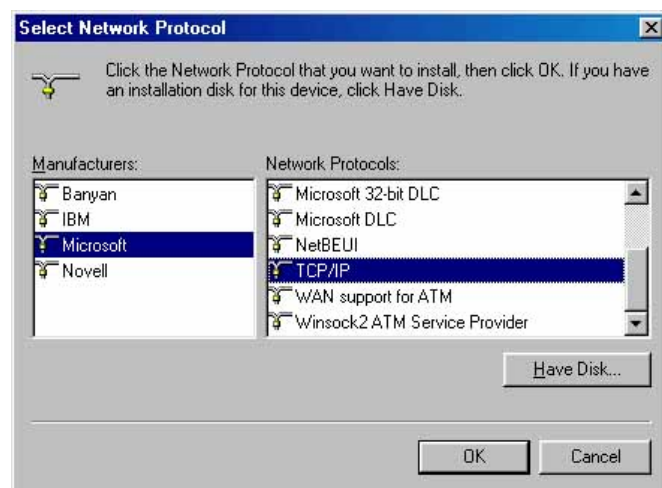 Select Network Protocol
Click the Network Protocol that you want to install, then click OK. If you have
an installation disk for this device, click Have Disk.
Manufacturers:
Banyan
IBM
Microsoft
Novell
Network Protocols:
Microsoft 32-bit DLC
Microsoft DLC
NetBEUI
TCP/IP
WAN support for ATM
Winsock2 ATM Service Provider
Have Disk...
OK
Cancel